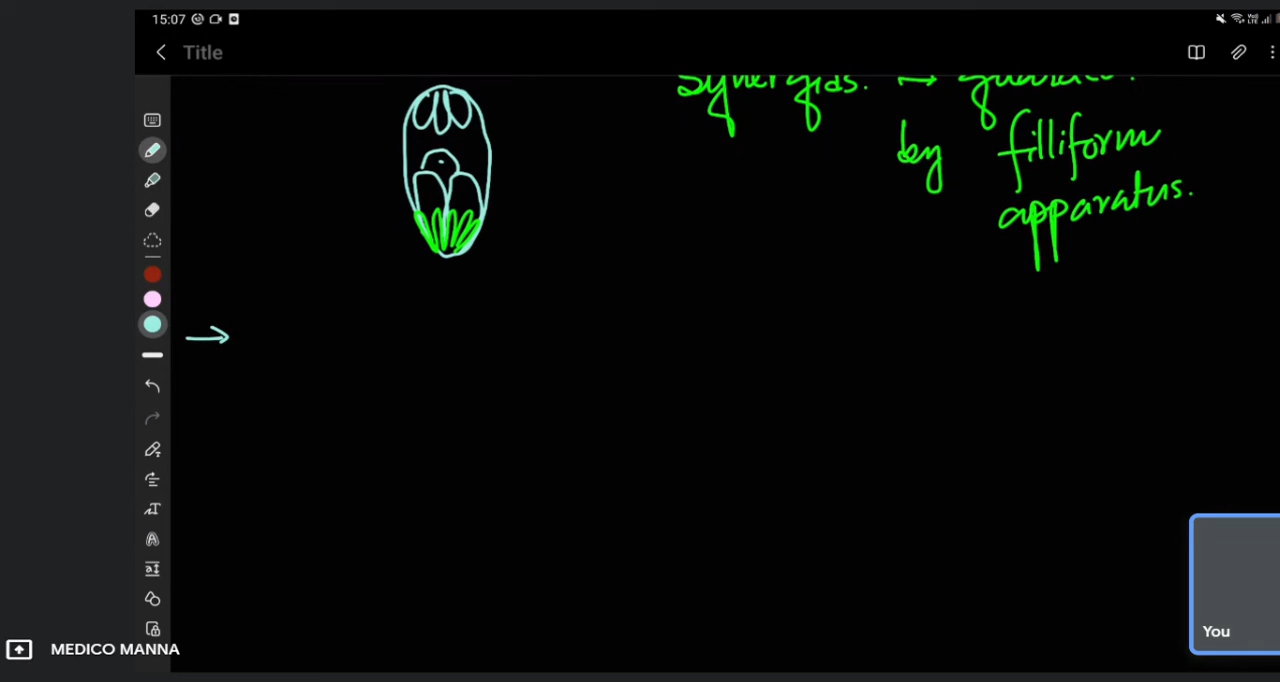 15:07
Title
Synergids. →
by filliform
apparatus.
You
MEDICO MANNA